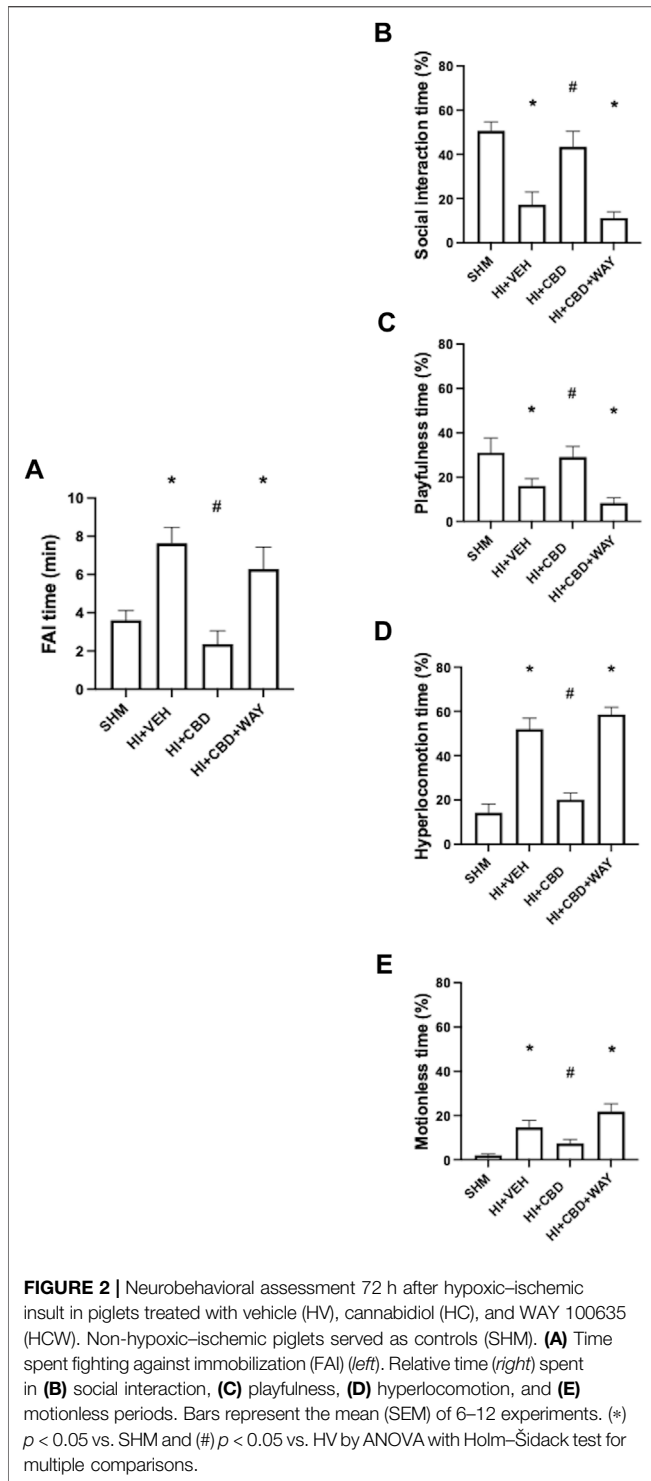 B
Social interaction time (%)
80
60
40
20
0
*
#
*
SHM
HI+VEH
HI+CBD
HI+CBD+WAY
C
Playfulness time (%)
80
60
40
20
0
*
#
*
SHM
HI+VEH
HI+CBD
HI+CBD+WAY
A
FAI time (min)
10
8
6
4
2
0
*
#
*
SHM
HI+VEH
HI+CBD
HI+CBD+WAY
D
Hyperlocomotion time (%)
80
60
40
20
0
*
#
*
SHM
HI+VEH
HI+CBD
HI+CBD+WAY
E
Motionless time (%)
80
60
40
20
0
*
#
*
SHM
HI+VEH
HI+CBD
HI+CBD+WAY
FIGURE 2 | Neurobehavioral assessment 72 h after hypoxic–ischemic
insult in piglets treated with vehicle (HV), cannabidiol (HC), and WAY 100635
(HCW). Non-hypoxic–ischemic piglets served as controls (SHM). (A) Time
spent fighting against immobilization (FAI) (left). Relative time (right) spent
in (B) social interaction, (C) playfulness, (D) hyperlocomotion, and (E)
motionless periods. Bars represent the mean (SEM) of 6–12 experiments. (*)
p < 0.05 vs. SHM and (#) p < 0.05 vs. HV by ANOVA with Holm–Šidack test for
multiple comparisons.